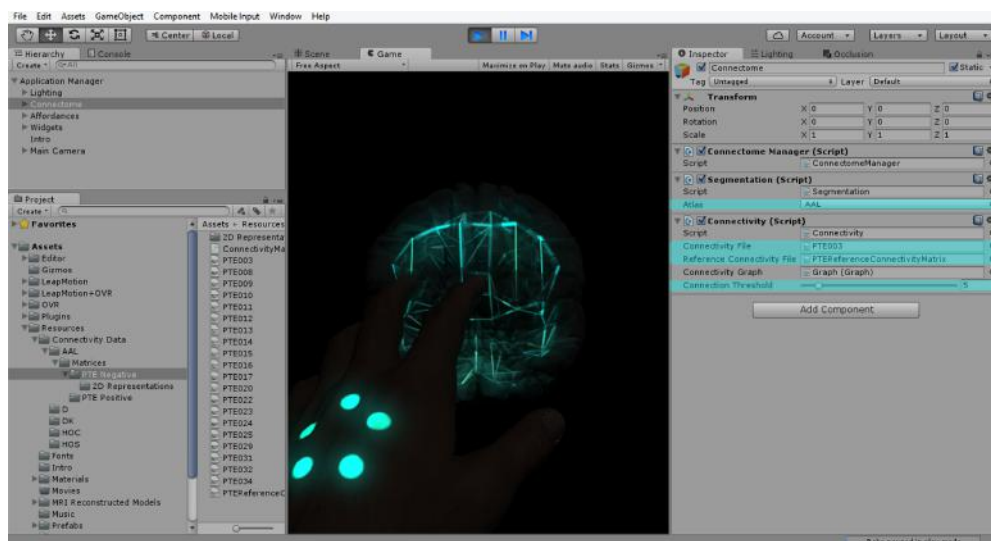 File Edit Assets GameObject Component Mobile Input Window Help
Center Local Account Layers Layout
Hierarchy Console
Create All
Application Manager
Lighting
Connectome
Affordances
Widgets
Intro
Main Camera
Project
Create
Favorites
Assets
Editor
Gizmos
LeapMotion
LeapMotion+OVR
OVR
Plugins
Resources
Connectivity Data
AAL
Matrices
PTE Negative
2D Representations
PTE Positive
D
DK
HOC
HOS
Fonts
Intro
Materials
Movies
MRI Reconstructed Models
Music
Prefabs
Assets Resources
2D Representa
ConnectivityMa
PTE003
PTE008
PTE009
PTE010
PTE011
PTE012
PTE013
PTE014
PTE015
PTE016
PTE017
PTE020
PTE022
PTE023
PTE024
PTE025
PTE029
PTE031
PTE032
PTE034
PTEReferenceC
Scene Game
Free Aspect Maximize on Play Mute audio Stats Gizmos
Inspector Lighting Occlusion
Connectome Static
Tag Untagged Layer Default
Transform
Position X 0 Y 0 Z 0
Rotation X 0 Y 0 Z 0
Scale X 1 Y 1 Z 1
Connectome Manager (Script)
Script ConnectomeManager
Segmentation (Script)
Script Segmentation
Atlas AAL
Connectivity (Script)
Script Connectivity
Connectivity File PTE003
Reference Connectivity File PTEReferenceConnectivityMatrix
Connectivity Graph Graph (Graph)
Connection Threshold 5
Add Component